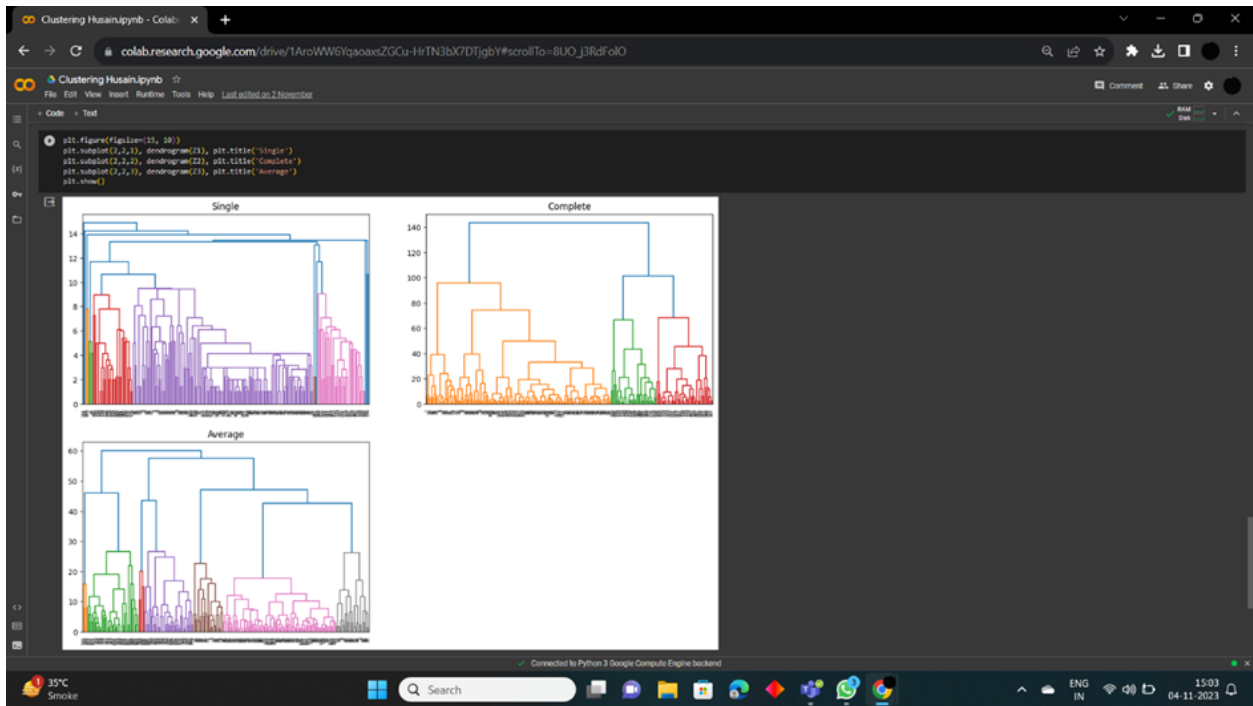 Clustering Husain.ipynb - Colab
colab.research.google.com/drive/1AroWW6YqaoaxsZGCu-HrTN3bX7DTjgbY#scrollTo=8UO_j3RdFoIO
Clustering Husain.ipynb
Comment Share
File Edit View Insert Runtime Tools Help Last edited on 2 November
+ Code + Text
RAM
Disk
plt.figure(figsize=(15, 10))
plt.subplot(2,2,1), dendrogram(Z1), plt.title('Single')
plt.subplot(2,2,2), dendrogram(Z2), plt.title('Complete')
plt.subplot(2,2,3), dendrogram(Z3), plt.title('Average')
plt.show()
{x}
Single
14
12
10
8
6
4
2
0
Complete
140
120
100
80
60
40
20
0
Average
60
50
40
30
20
10
0
Connected to Python 3 Google Compute Engine backend
1
35°C
Smoke
Search
ENG
IN
15:03
04-11-2023